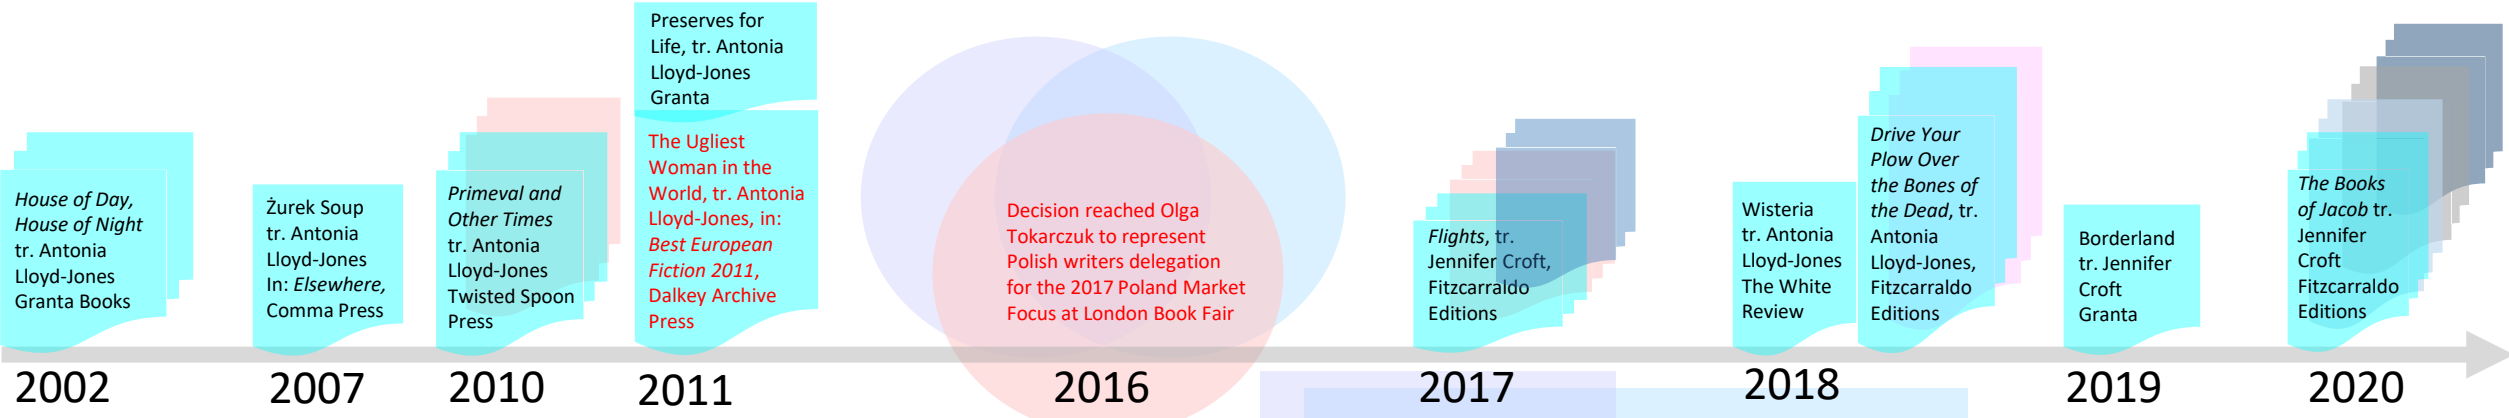 House of Day,
House of Night
tr. Antonia
Lloyd-Jones
Granta Books
Żurek Soup
tr. Antonia
Lloyd-Jones
In: Elsewhere,
Comma Press
Primeval and
Other Times
tr. Antonia
Lloyd-Jones
Twisted Spoon
Press
Preserves for
Life, tr. Antonia
Lloyd-Jones
Granta
The Ugliest
Woman in the
World, tr. Antonia
Lloyd-Jones, in:
Best European
Fiction 2011,
Dalkey Archive
Press
Decision reached Olga
Tokarczuk to represent
Polish writers delegation
for the 2017 Poland Market
Focus at London Book Fair
Flights, tr.
Jennifer Croft,
Fitzcarraldo
Editions
Wisteria
tr. Antonia
Lloyd-Jones
The White
Review
Drive Your
Plow Over
the Bones of
the Dead, tr.
Antonia
Lloyd-Jones,
Fitzcarraldo
Editions
Borderland
tr. Jennifer
Croft
Granta
The Books
of Jacob tr.
Jennifer
Croft
Fitzcarraldo
Editions
2002
2007
2010
2011
2016
2017
2018
2019
2020